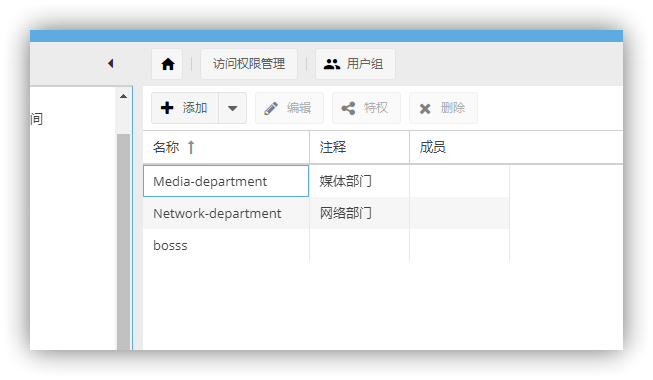 访问权限管理 用户组
间
添加 编辑 特权 删除
名称 注释 成员
Media-department 媒体部门
Network-department 网络部门
bosss